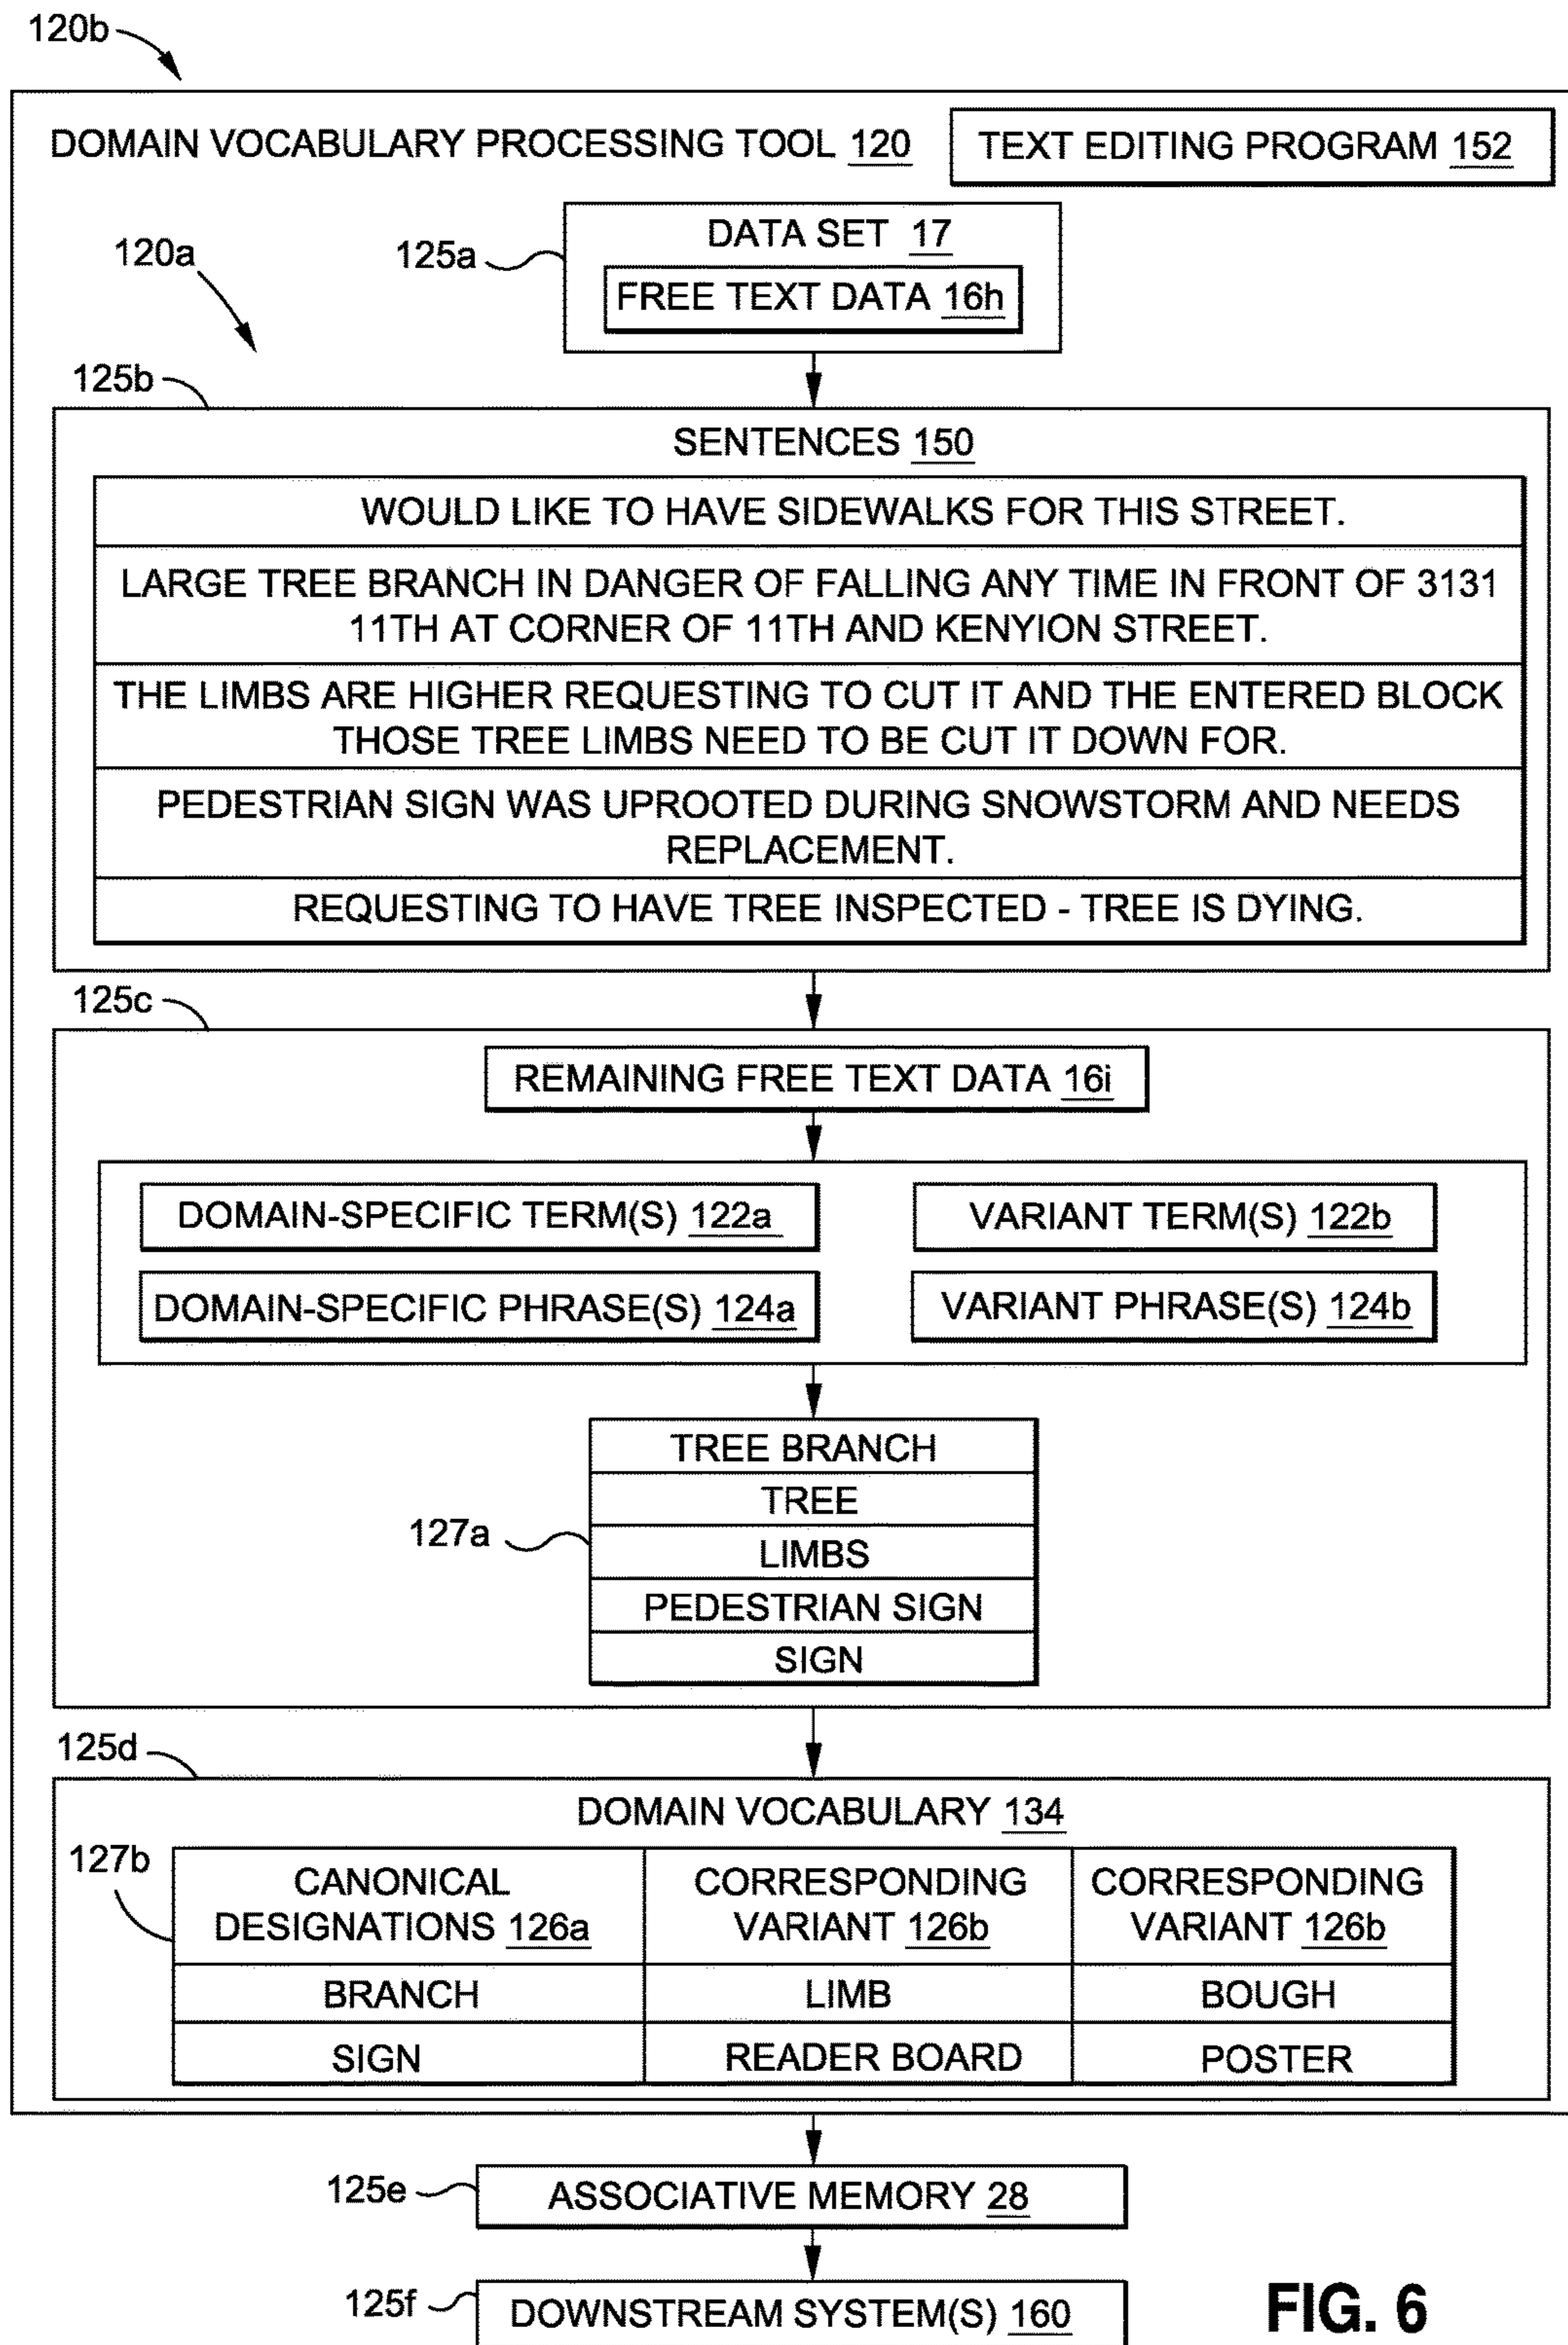 120b
DOMAIN VOCABULARY PROCESSING TOOL 120
TEXT EDITING PROGRAM 152
120a
125a
DATA SET 17
FREE TEXT DATA 16h
125b
SENTENCES 150
WOULD LIKE TO HAVE SIDEWALKS FOR THIS STREET.
LARGE TREE BRANCH IN DANGER OF FALLING ANY TIME IN FRONT OF 3131
11TH AT CORNER OF 11TH AND KENYION STREET.
THE LIMBS ARE HIGHER REQUESTING TO CUT IT AND THE ENTERED BLOCK
THOSE TREE LIMBS NEED TO BE CUT IT DOWN FOR.
PEDESTRIAN SIGN WAS UPROOTED DURING SNOWSTORM AND NEEDS
REPLACEMENT.
REQUESTING TO HAVE TREE INSPECTED - TREE IS DYING.
125c
REMAINING FREE TEXT DATA 16i
DOMAIN-SPECIFIC TERM(S) 122a
VARIANT TERM(S) 122b
DOMAIN-SPECIFIC PHRASE(S) 124a
VARIANT PHRASE(S) 124b
127a
TREE BRANCH
TREE
LIMBS
PEDESTRIAN SIGN
SIGN
125d
DOMAIN VOCABULARY 134
127b
CANONICAL
DESIGNATIONS 126a
CORRESPONDING
VARIANT 126b
CORRESPONDING
VARIANT 126b
BRANCH
LIMB
BOUGH
SIGN
READER BOARD
POSTER
125e
ASSOCIATIVE MEMORY 28
125f
DOWNSTREAM SYSTEM(S) 160
FIG. 6